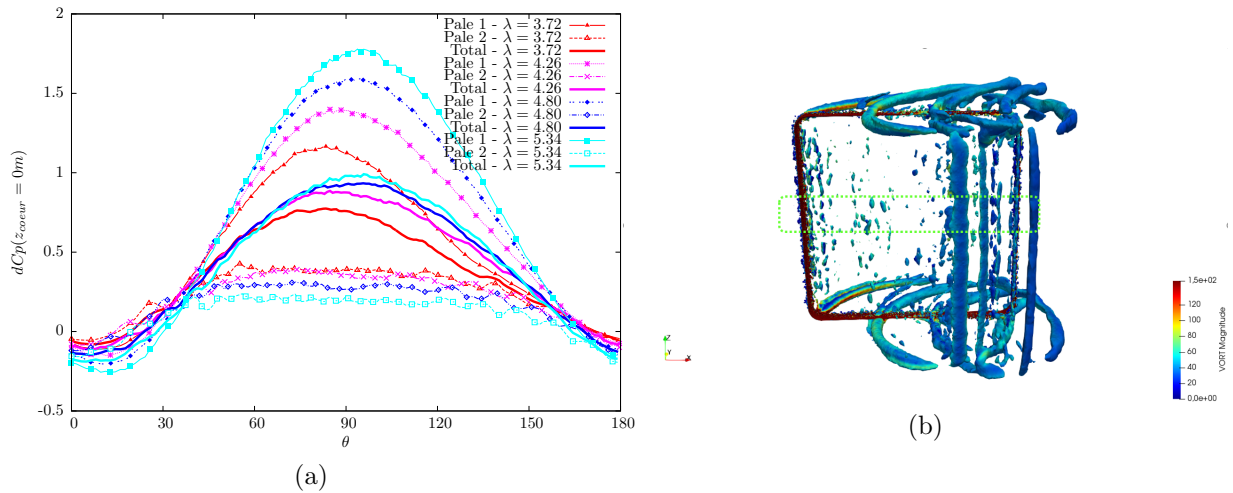 2
1.5
1
0.5
0
-0.5
0
30
60
90
120
150
180
dCp(z_{coeur} = 0m)
θ
Pale 1 - λ = 3.72
Pale 2 - λ = 3.72
Total - λ = 3.72
Pale 1 - λ = 4.26
Pale 2 - λ = 4.26
Total - λ = 4.26
Pale 1 - λ = 4.80
Pale 2 - λ = 4.80
Total - λ = 4.80
Pale 1 - λ = 5.34
Pale 2 - λ = 5.34
Total - λ = 5.34
(a)
Z
Y
X
1,5e+02
120
100
80
60
40
20
0,0e+00
VORT Magnitude
(b)